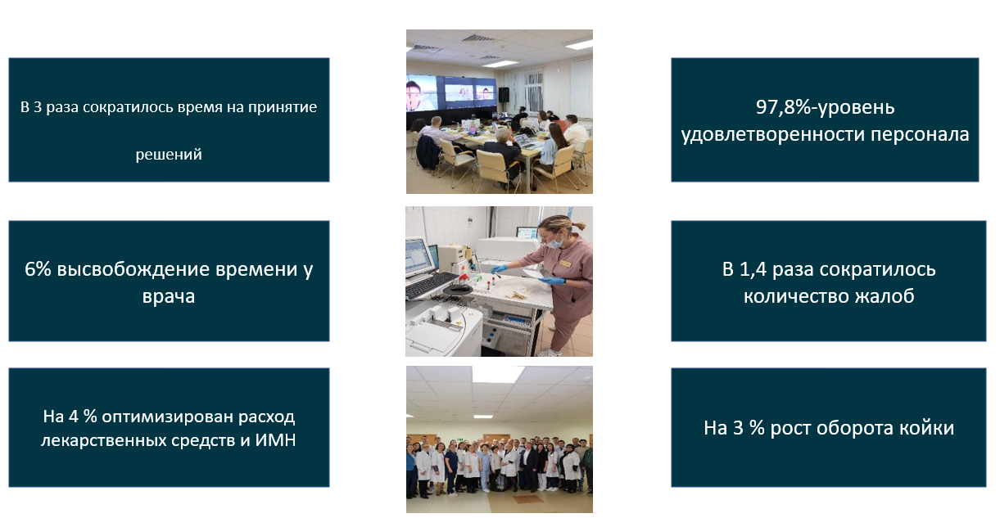 В 3 раза сократилось время на принятие
решений
97,8%-уровень
удовлетворенности персонала
6% высвобождение времени у
врача
В 1,4 раза сократилось
количество жалоб
На 4 % оптимизирован расход
лекарственных средств и ИМН
На 3 % рост оборота койки